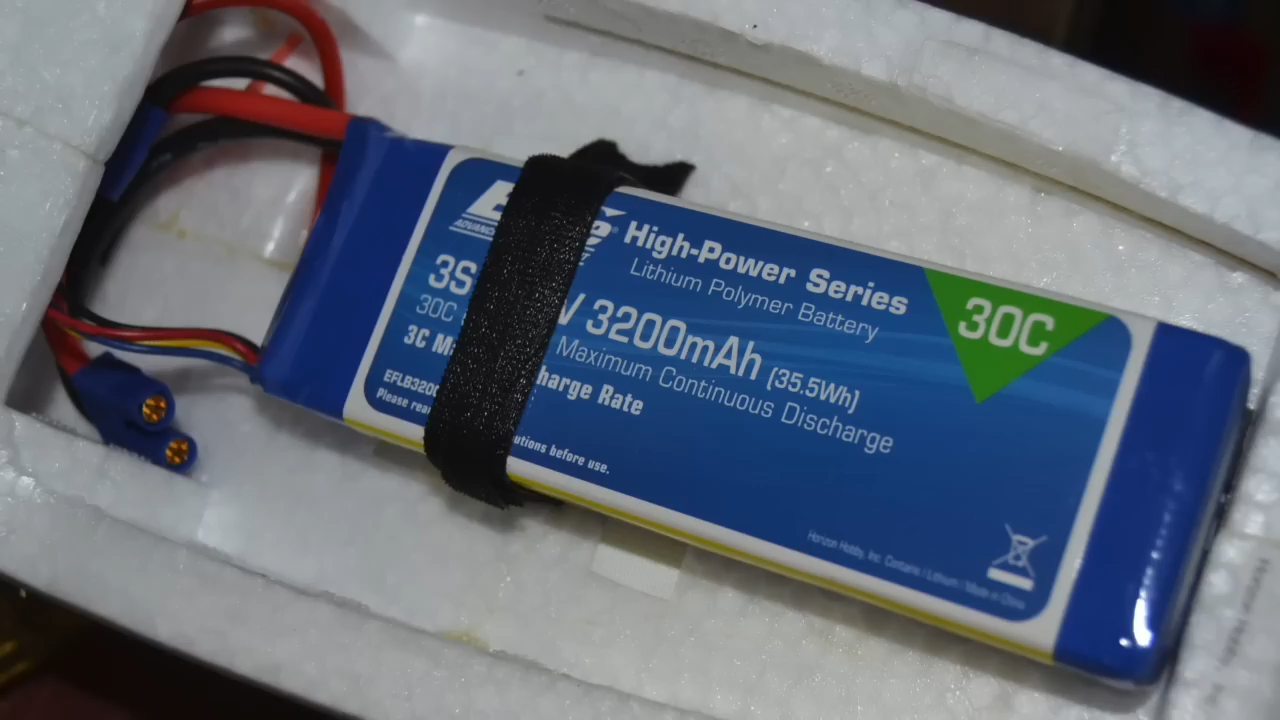 E e®
ADVANCE
High-Power Series
Lithium Polymer Battery
30C
3S V 3200mAh (35.5Wh)
30C Maximum Continuous Discharge
3C M harge Rate
EFLB320
Please rea utions before use.
Horizon Hobby, Inc. Contains / Lithium / Made in China